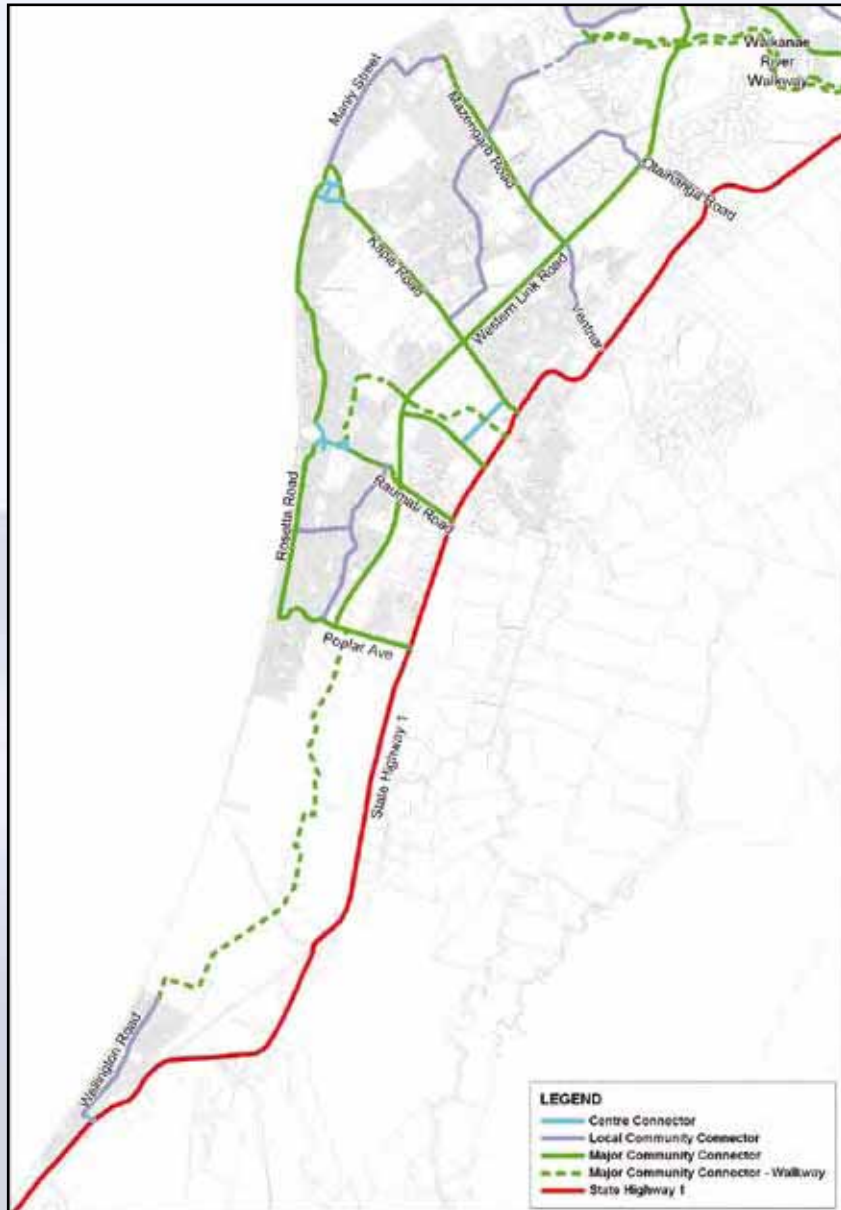 Waikanae
River
Walkway
Manly Street
Mazengarb Road
Otaihanga Road
Kapiti Road
Western Link Road
Ventnor
Rosetta Road
Raumati Road
Poplar Ave
State Highway 1
Wellington Road
LEGEND
Centre Connector
Local Community Connector
Major Community Connector
Major Community Connector - Walkway
State Highway 1